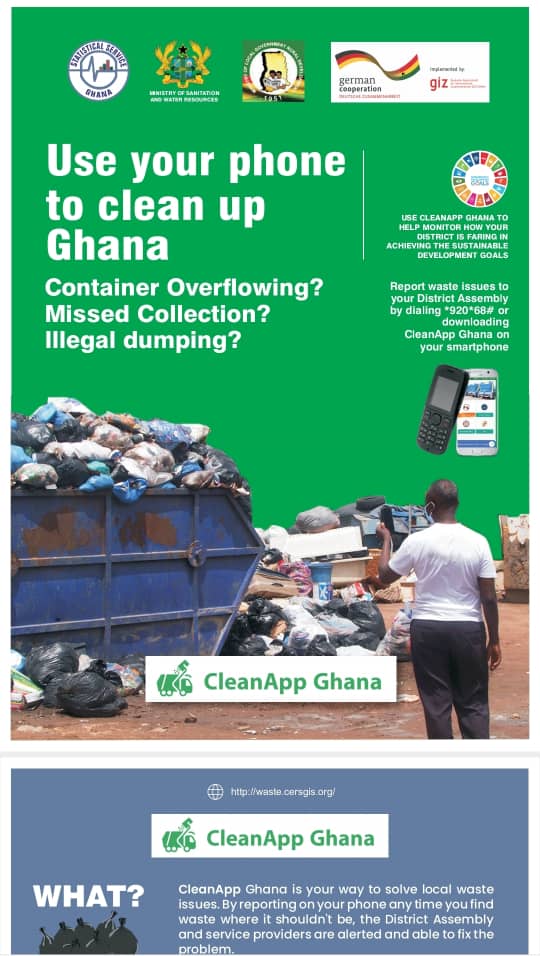 STATISTICAL SERVICE
GHANA
MINISTRY OF SANITATION
AND WATER RESOURCES
1951
german
cooperation
DEUTSCHE ZUSAMMENARBEIT
Implemented by:
giz
Use your phone
to clean up
Ghana
Container Overflowing?
Missed Collection?
Illegal dumping?
GOALS
USE CLEANAPP GHANA TO
HELP MONITOR HOW YOUR
DISTRICT IS FARING IN
ACHIEVING THE SUSTAINABLE
DEVELOPMENT GOALS
Report waste issues to
your District Assembly
by dialing *920*68# or
downloading
CleanApp Ghana on
your smartphone
CleanApp Ghana
http://waste.cersgis.org/
CleanApp Ghana
WHAT?
CleanApp Ghana is your way to solve local waste
issues. By reporting on your phone any time you find
waste where it shouldn't be, the District Assembly
and service providers are alerted and able to fix the
problem.